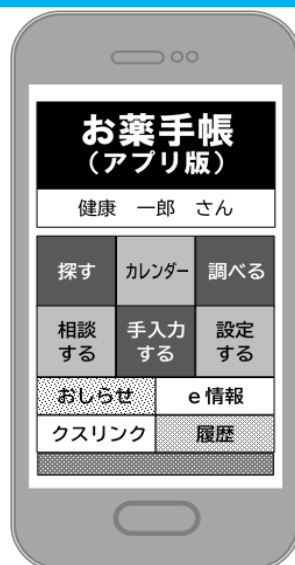 お薬手帳
（アプリ版）
健康　一郎　さん
探す　カレンダー　調べる
相談　手入力　設定
する　する　する
おしらせ　e情報
クスリンク　履歴